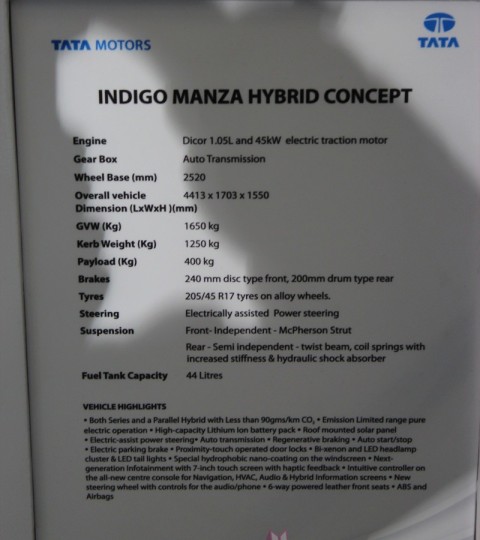 TATA MOTORS
TATA
INDIGO MANZA HYBRID CONCEPT
Engine Dicor 1.05L and 45kW electric traction motor
Gear Box Auto Transmission
Wheel Base (mm) 2520
Overall vehicle 4413 x 1703 x 1550
Dimension (LxWxH )(mm)
GVW (Kg) 1650 kg
Kerb Weight (Kg) 1250 kg
Payload (Kg) 400 kg
Brakes 240 mm disc type front, 200mm drum type rear
Tyres 205/45 R17 tyres on alloy wheels.
Steering Electrically assisted Power steering
Suspension Front- Independent - McPherson Strut
Rear - Semi independent - twist beam, coil springs with
increased stiffness & hydraulic shock absorber
Fuel Tank Capacity 44 Litres
VEHICLE HIGHLIGHTS
• Both Series and a Parallel Hybrid with Less than 90gms/km CO₂ • Emission Limited range pure
electric operation • High-capacity Lithium Ion battery pack • Roof mounted solar panel
• Electric-assist power steering• Auto transmission • Regenerative braking • Auto start/stop
• Electric parking brake • Proximity-touch operated door locks • Bi-xenon and LED headlamp
cluster & LED tail lights • Special hydrophobic nano-coating on the windscreen • Next-
generation infotainment with 7-inch touch screen with haptic feedback • Intuitive controller on
the all-new centre console for Navigation, HVAC, Audio & Hybrid information screens • New
steering wheel with controls for the audio/phone • 6-way powered leather front seats • ABS and
Airbags